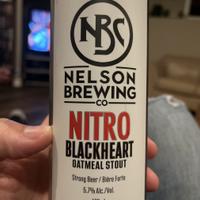 NBC
NELSON
BREWING
CO
NITRO
BLACKHEART
OATMEAL STOUT
Strong Beer / Bière Forte
5.7% Alc./Vol.